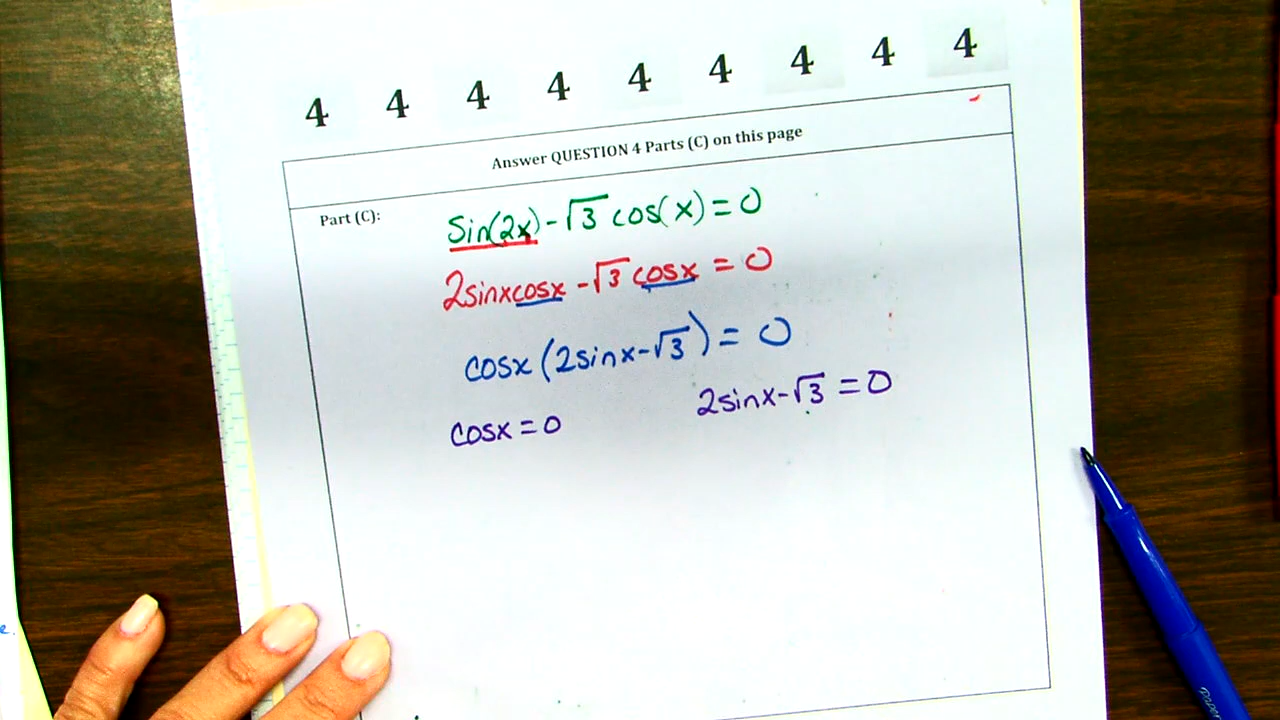 4 4 4 4 4 4 4 4 4
Answer QUESTION 4 Parts (C) on this page
Part (C):
Sin(2x) - √3 cos(x) = 0
2sinxcosx - √3 cosx = 0
cosx (2sinx - √3) = 0
2sinx - √3 = 0
cosx = 0
e.